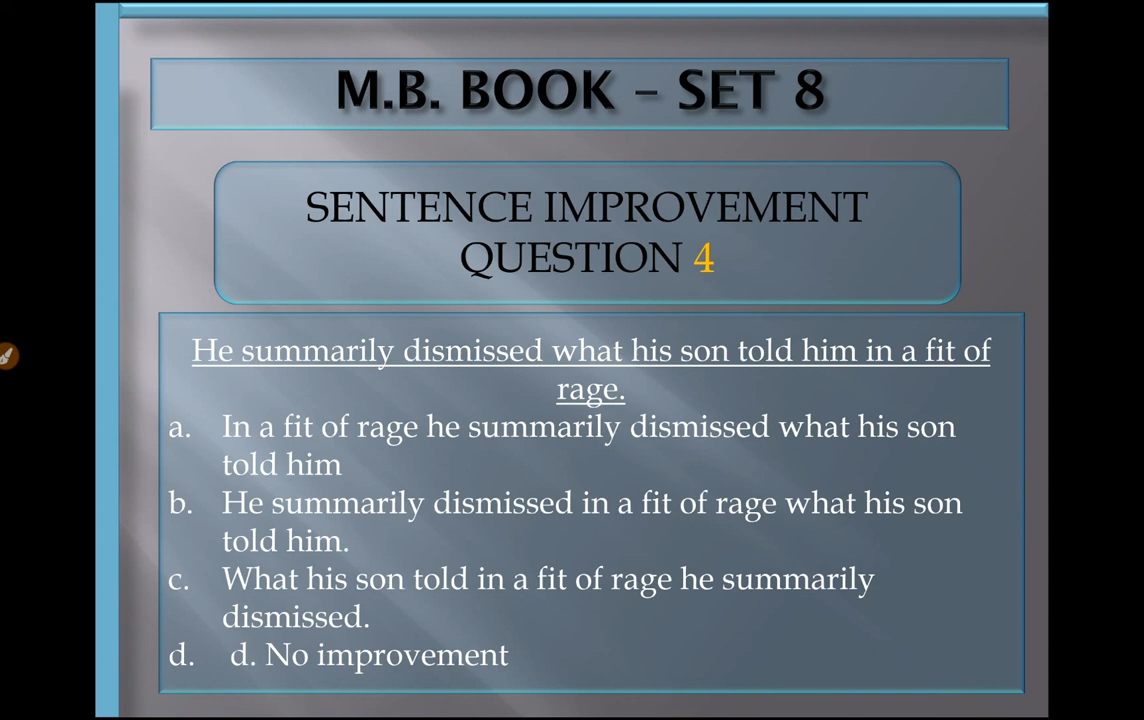 M.B. BOOK – SET 8
SENTENCE IMPROVEMENT
QUESTION 4
He summarily dismissed what his son told him in a fit of
rage.
a. In a fit of rage he summarily dismissed what his son
told him
b. He summarily dismissed in a fit of rage what his son
told him.
c. What his son told in a fit of rage he summarily
dismissed.
d. d. No improvement